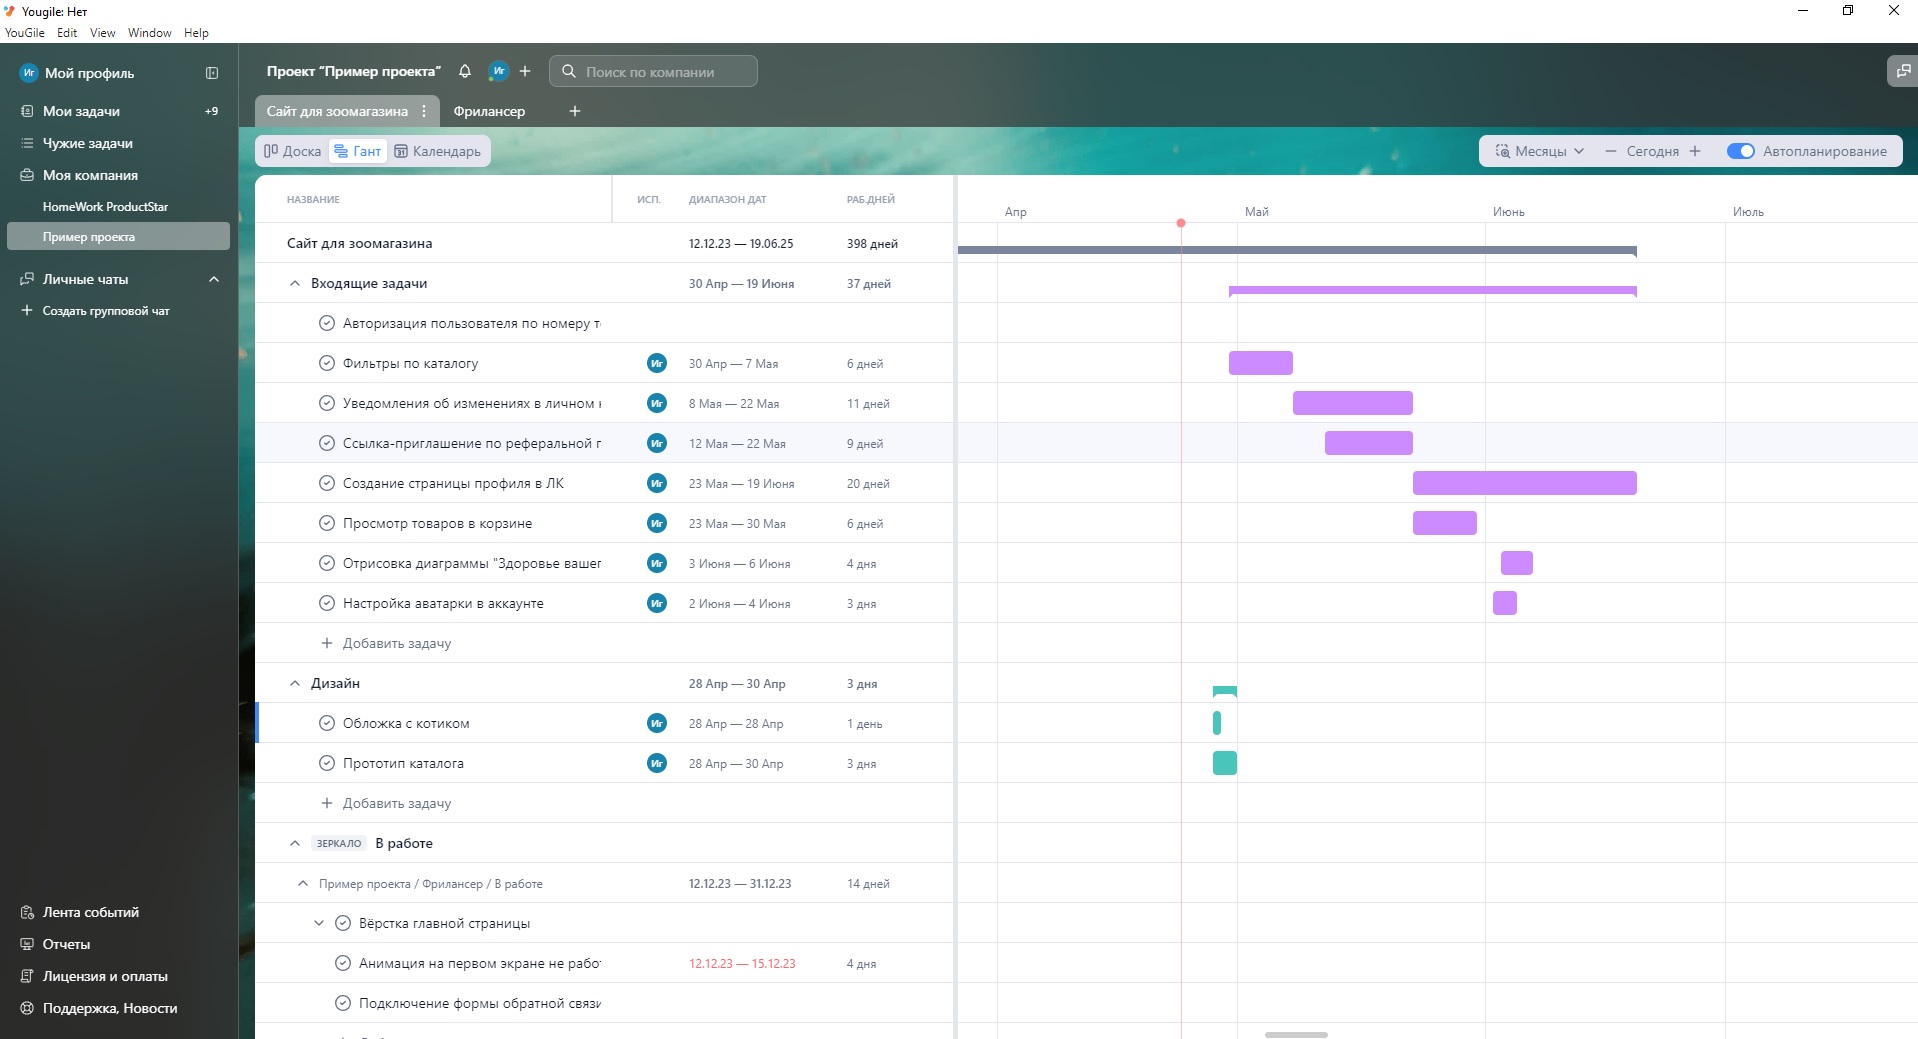 Yougile: Нет
YouGile Edit View Window Help
Иг Мой профиль
Мои задачи +9
Чужие задачи
Моя компания
HomeWork ProductStar
Пример проекта
Личные чаты
Создать групповой чат
Лента событий
Отчеты
Лицензия и оплаты
Поддержка, Новости
Проект "Пример проекта" Иг + Поиск по компании
Сайт для зоомагазина Фрилансер +
Доска Гант 31 Календарь Месяцы — Сегодня + Автопланирование
НАЗВАНИЕ ИСП. ДИАПАЗОН ДАТ РАБ.ДНЕЙ Апр Май Июнь Июль
Сайт для зоомагазина 12.12.23 — 19.06.25 398 дней
Входящие задачи 30 Апр — 19 Июня 37 дней
Авторизация пользователя по номеру
Фильтры по каталогу Иг 30 Апр — 7 Мая 6 дней
Уведомления об изменениях в личном Иг 8 Мая — 22 Мая 11 дней
Ссылка-приглашение по реферальной Иг 12 Мая — 22 Мая 9 дней
Создание страницы профиля в ЛК Иг 23 Мая — 19 Июня 20 дней
Просмотр товаров в корзине Иг 23 Мая — 30 Мая 6 дней
Отрисовка диаграммы "Здоровье Иг 3 Июня — 6 Июня 4 дня
Настройка аватарки в аккаунте Иг 2 Июня — 4 Июня 3 дня
+ Добавить задачу
Дизайн 28 Апр — 30 Апр 3 дня
Обложка с котиком Иг 28 Апр — 28 Апр 1 день
Прототип каталога Иг 28 Апр — 30 Апр 3 дня
+ Добавить задачу
ЗЕРКАЛО В работе
Пример проекта / Фрилансер / В работе 12.12.23 — 31.12.23 14 дней
Вёрстка главной страницы
Анимация на первом экране не 12.12.23 — 15.12.23 4 дня
Подключение формы обратной